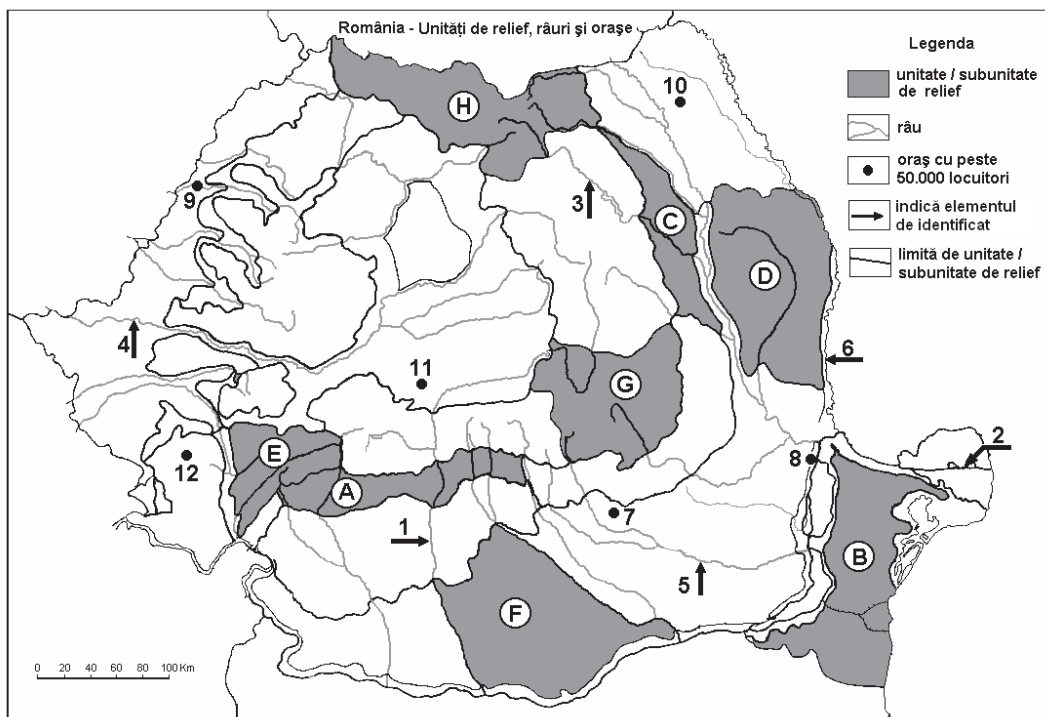 România - Unităţi de relief, râuri şi oraşe
Legenda
unitate / subunitate
de relief
râu
oraş cu peste
50.000 locuitori
indică elementul
de identificat
limită de unitate /
subunitate de relief
H
10
9
3
C
D
4
6
11
G
2
E
8
12
A
7
1
B
5
F
0 20 40 60 80 100 Km